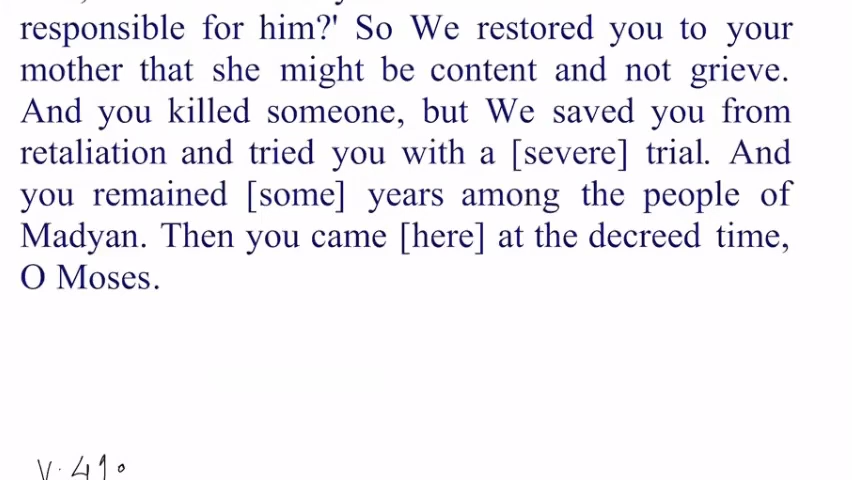 responsible for him?' So We restored you to your
mother that she might be content and not grieve.
And you killed someone, but We saved you from
retaliation and tried you with a [severe] trial. And
you remained [some] years among the people of
Madyan. Then you came [here] at the decreed time,
O Moses.
V. 41.